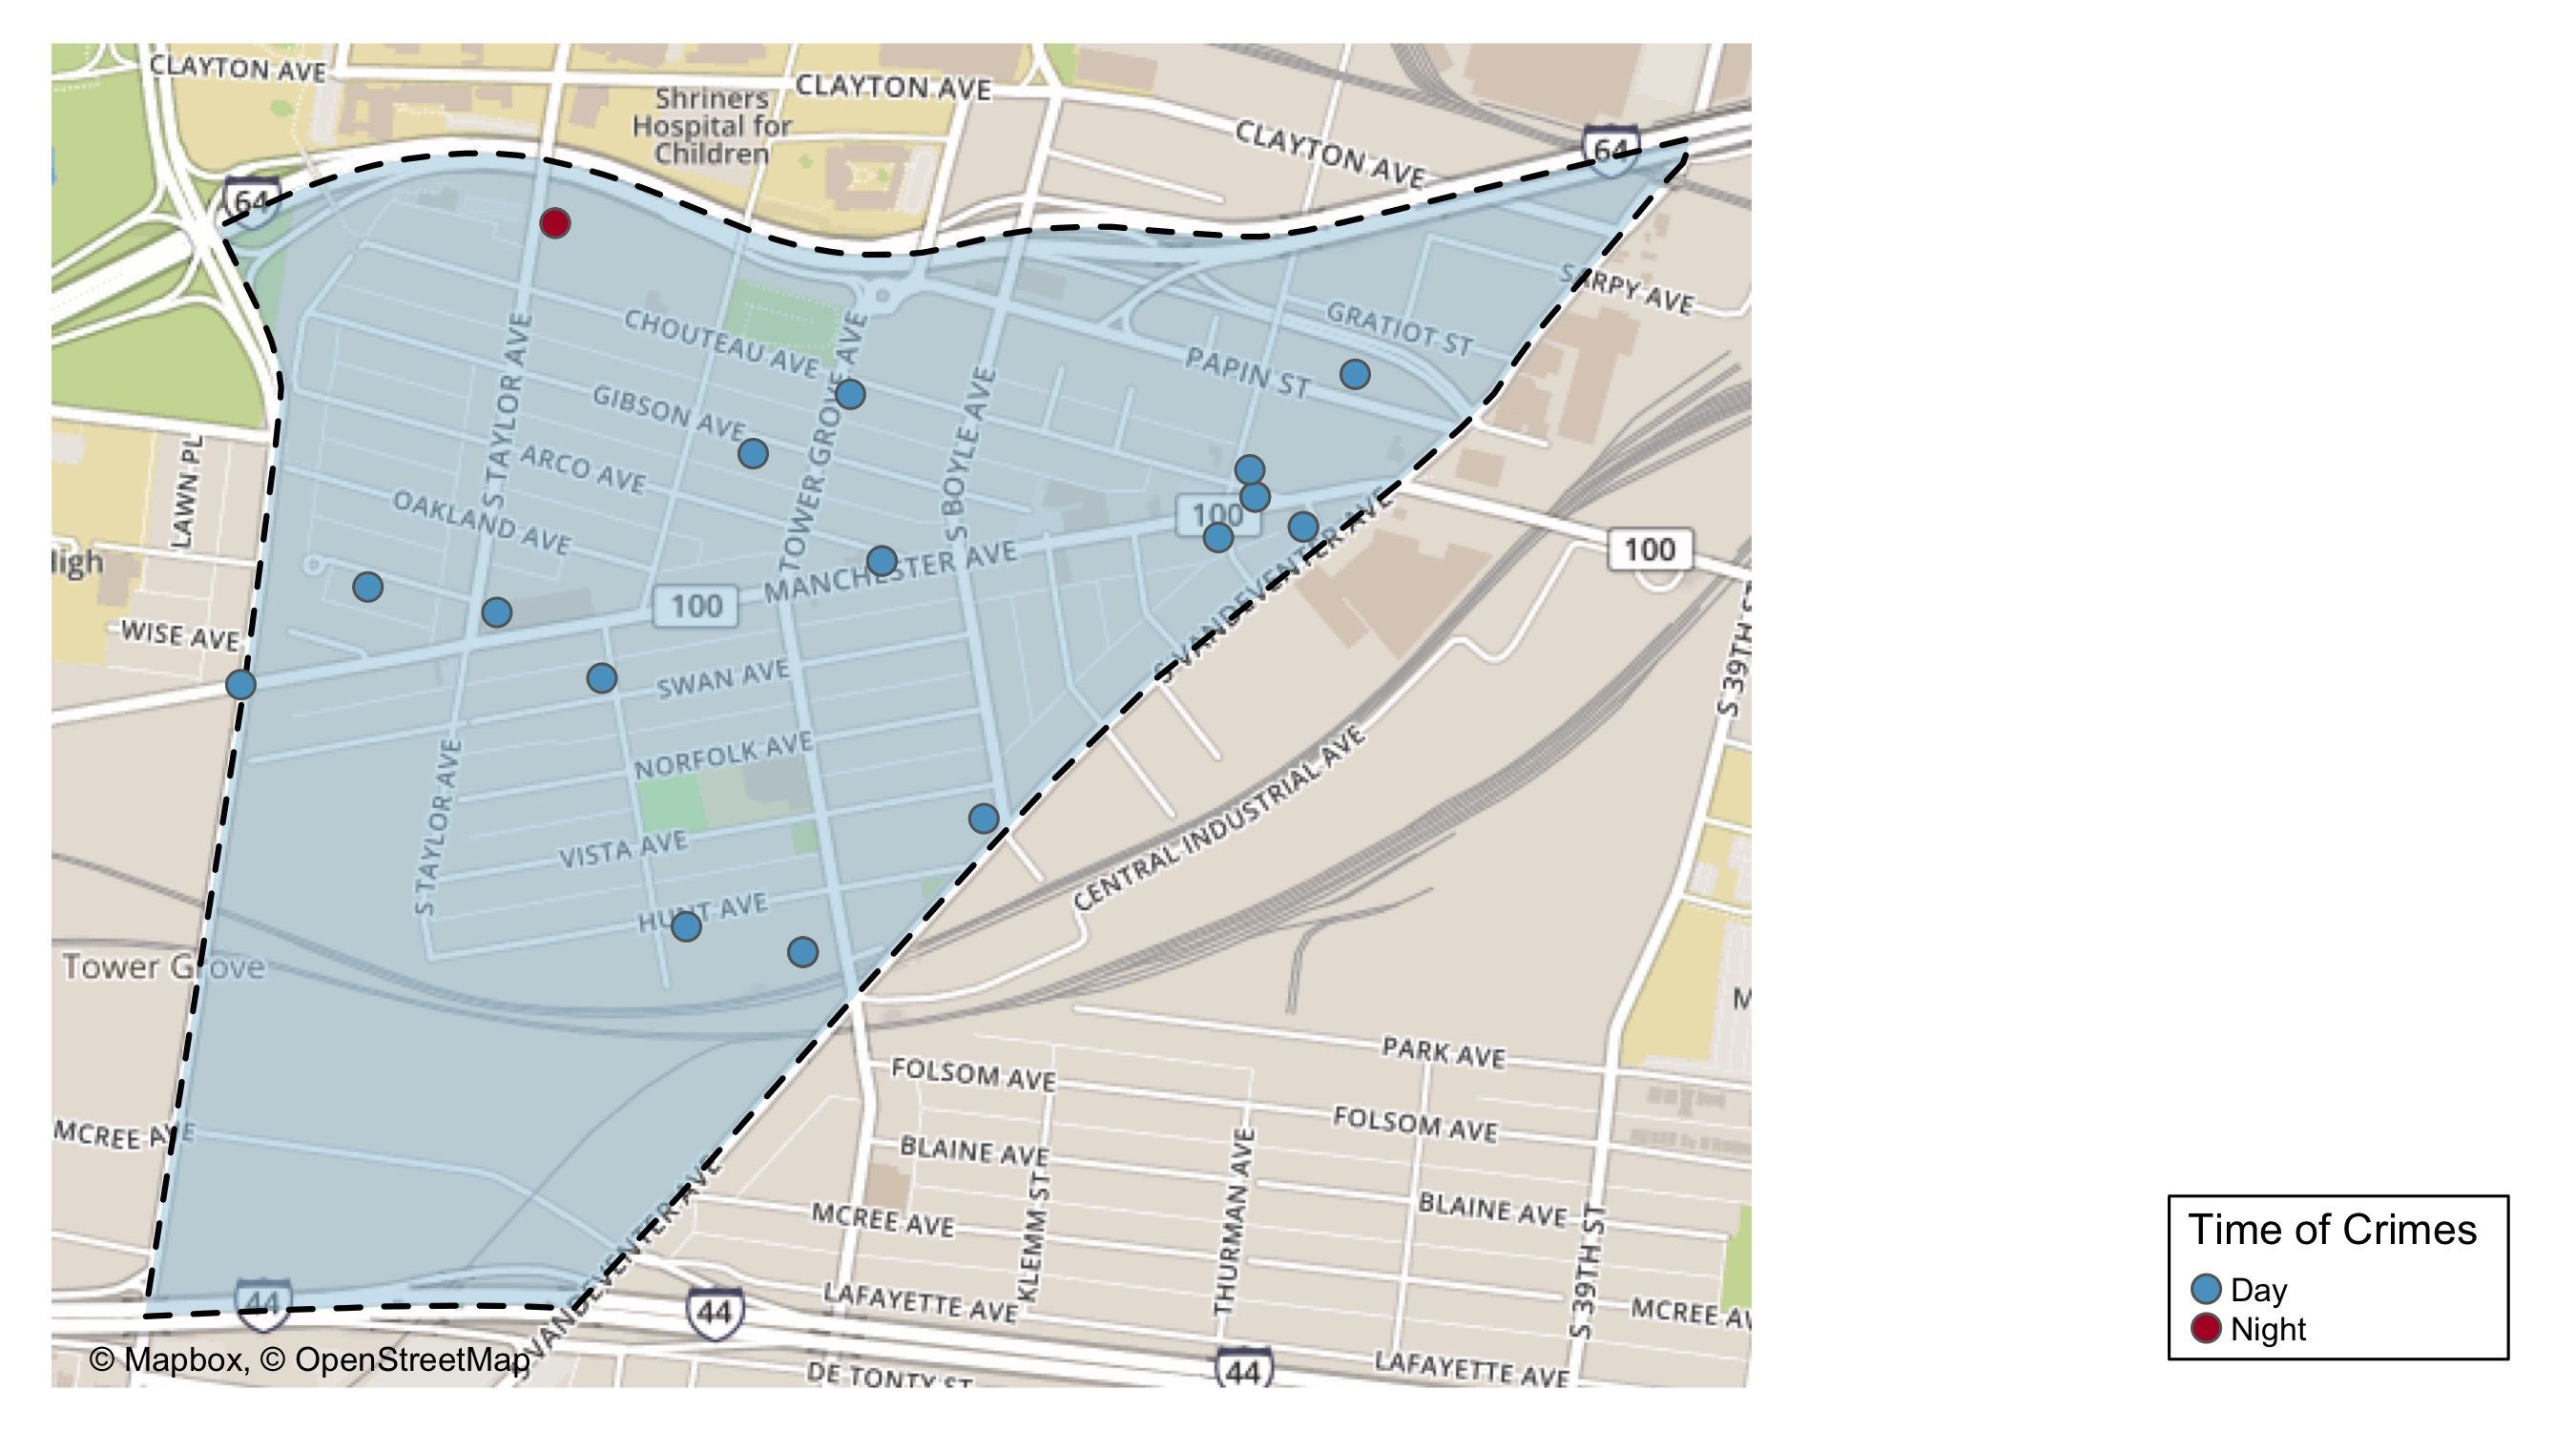 CLAYTON AVE
CLAYTON AVE
Shriners
Hospital for
Children
CLAYTON AVE
64
64
SARPY AVE
GRATIOT ST
CHOUTEAU AVE
PAPIN ST
S TAYLOR AVE
TOWER GROVE AVE
S BOYLE AVE
GIBSON AVE
ARCO AVE
LAWN PL
OAKLAND AVE
100
100
MANCHESTER AVE
S VANDEVENTER AVE
100
WISE AVE
S 39TH ST
SWAN AVE
NORFOLK AVE
S TAYLOR AVE
VISTA AVE
CENTRAL INDUSTRIAL AVE
HUNT AVE
Tower Grove
PARK AVE
FOLSOM AVE
FOLSOM AVE
MCREE AVE
BLAINE AVE
BLAINE AVE
MCREE AVE
KLEMM ST
THURMAN AVE
S 39TH ST
S VANDEVENTER AVE
44
44
LAFAYETTE AVE
MCREE AV
44
LAFAYETTE AVE
DE TONTY ST
© Mapbox, © OpenStreetMap
Time of Crimes
Day
Night